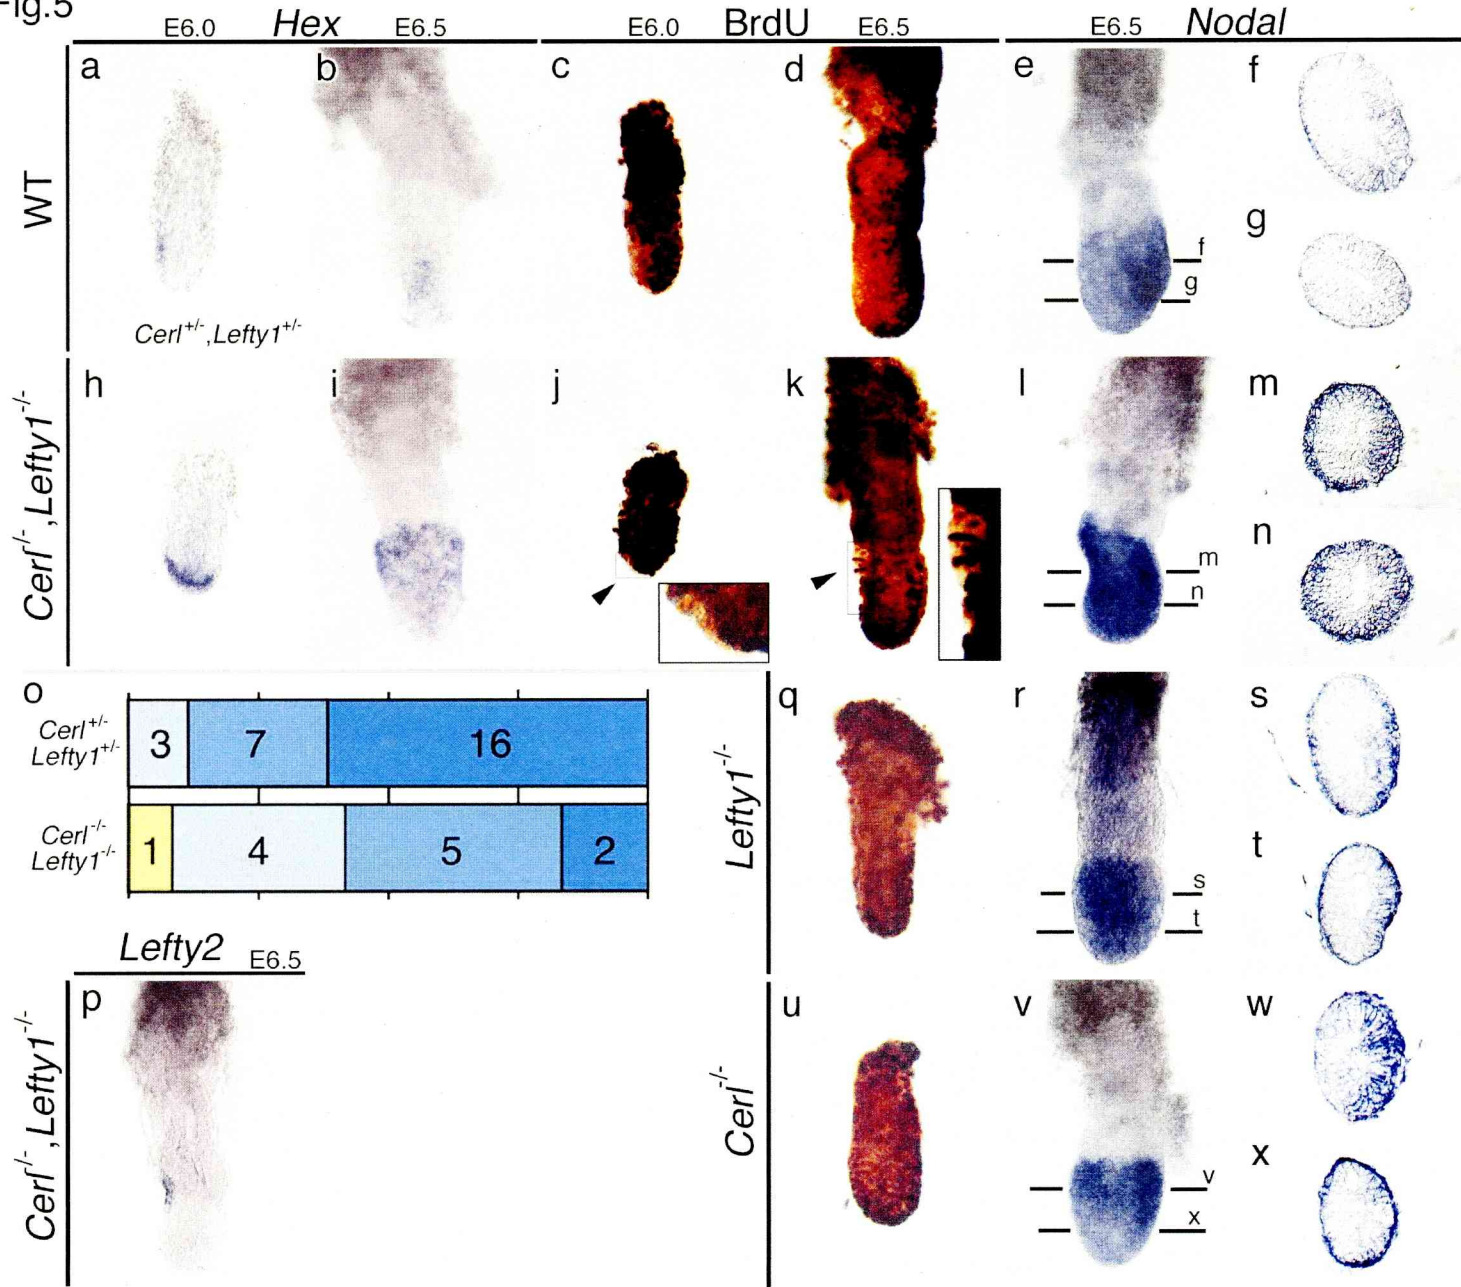 Fig.5
E6.0 Hex E6.5 E6.0 BrdU E6.5 E6.5 Nodal
WT
a b c d e f
g
f
g
Cerl+/-,Lefty1+/-
Cerl-/-,Lefty1-/-
h i j k l m
n
m
n
o
Cerl+/-
Lefty1+/-
3 7 16
Cerl-/-
Lefty1-/-
1 4 5 2
Lefty1-/-
q r s
t
s
t
Lefty2 E6.5
Cerl-/-,Lefty1-/-
p
Cerl-/-
u v w
x
v
x